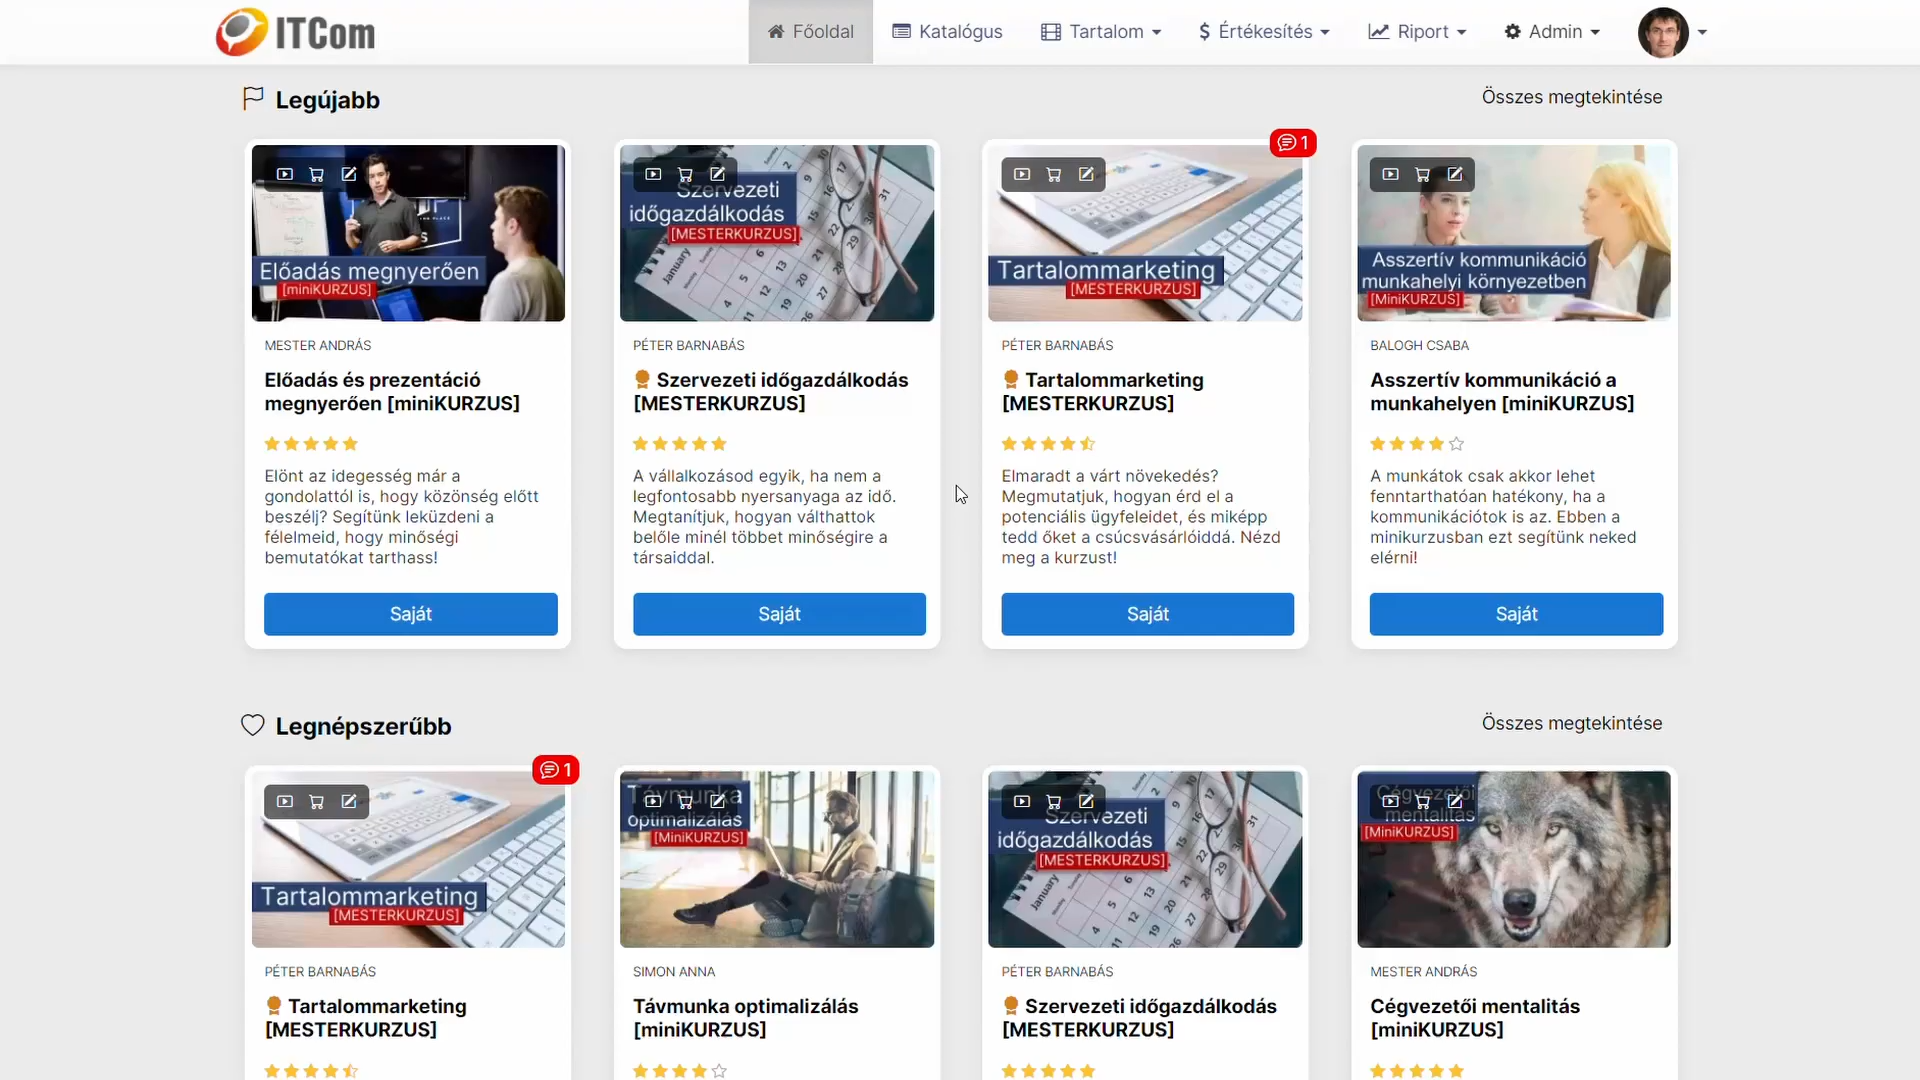 ITCom
Főoldal
Katalógus
Tartalom
Értékesítés
Riport
Admin
Legújabb
Összes megtekintése
Előadás megnyerően
[miniKURZUS]
MESTER ANDRÁS
Előadás és prezentáció
megnyerően [miniKURZUS]
Elönt az idegesség már a
gondolattól is, hogy közönség előtt
beszélj? Segítünk leküzdeni a
félelmeid, hogy minőségi
bemutatókat tarthass!
Saját
Szervezeti
időgazdálkodás
[MESTERKURZUS]
January
PÉTER BARNABÁS
Szervezeti időgazdálkodás
[MESTERKURZUS]
A vállalkozásod egyik, ha nem a
legfontosabb nyersanyaga az idő.
Megtanítjuk, hogyan válthattok
belőle minél többet minőségire a
társaiddal.
Saját
1
Tartalommarketing
[MESTERKURZUS]
PÉTER BARNABÁS
Tartalommarketing
[MESTERKURZUS]
Elmaradt a várt növekedés?
Megmutatjuk, hogyan érd el a
potenciális ügyfeleidet, és miképp
tedd őket a csúcsvásárlóiddá. Nézd
meg a kurzust!
Saját
Asszertív kommunikáció
munkahelyi környezetben
[MiniKURZUS]
BALOGH CSABA
Asszertív kommunikáció a
munkahelyen [miniKURZUS]
A munkátok csak akkor lehet
fenntarthatóan hatékony, ha a
kommunikációtok is az. Ebben a
minikurzusban ezt segítünk neked
elérni!
Saját
Legnépszerűbb
Összes megtekintése
1
Tartalommarketing
[MESTERKURZUS]
PÉTER BARNABÁS
Tartalommarketing
[MESTERKURZUS]
Távmunka
optimalizálás
[MiniKURZUS]
SIMON ANNA
Távmunka optimalizálás
[miniKURZUS]
Szervezeti
időgazdálkodás
[MESTERKURZUS]
January
PÉTER BARNABÁS
Szervezeti időgazdálkodás
[MESTERKURZUS]
Cégvezetői
mentalitás
[MiniKURZUS]
MESTER ANDRÁS
Cégvezetői mentalitás
[miniKURZUS]